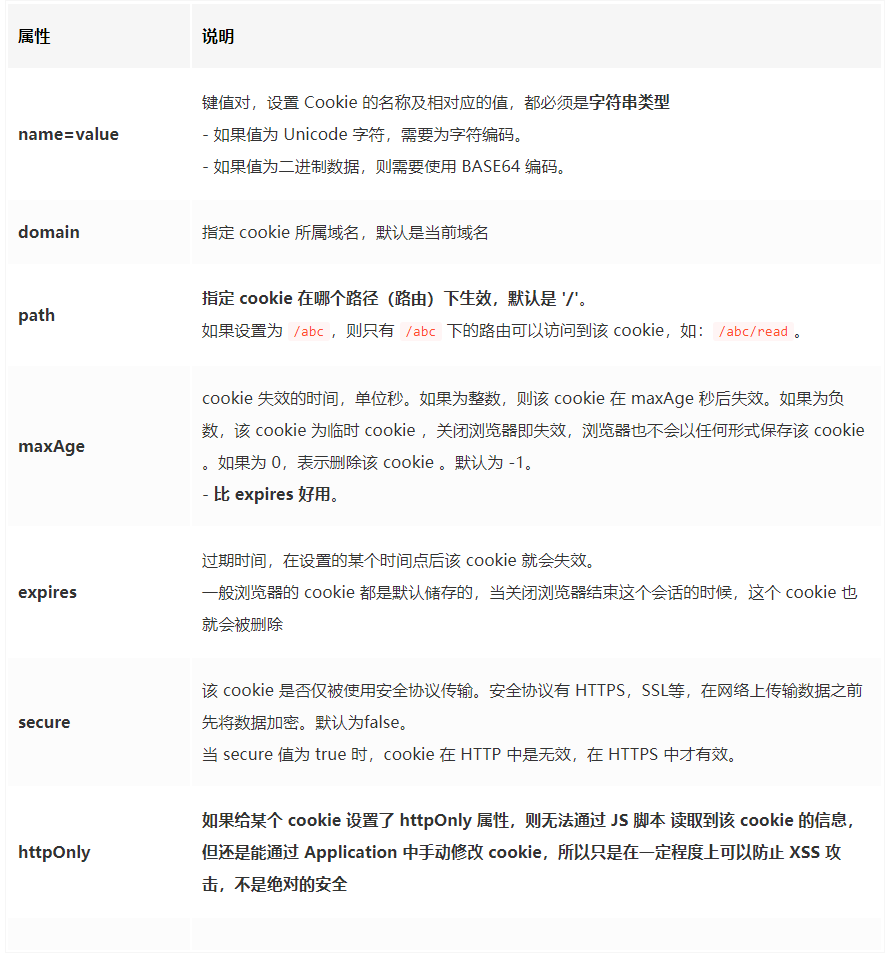 属性 说明
键值对，设置 Cookie 的名称及相对应的值，都必须是字符串类型
name=value
- 如果值为 Unicode 字符，需要为字符编码。
- 如果值为二进制数据，则需要使用 BASE64 编码。
domain 指定 cookie 所属域名，默认是当前域名
指定 cookie 在哪个路径（路由）下生效，默认是 '/'。
path
如果设置为 /abc ，则只有 /abc 下的路由可以访问到该 cookie，如： /abc/read 。
cookie 失效的时间，单位秒。如果为整数，则该 cookie 在 maxAge 秒后失效。如果为负
数，该 cookie 为临时 cookie ，关闭浏览器即失效，浏览器也不会以任何形式保存该 cookie
maxAge
。如果为 0，表示删除该 cookie 。默认为 -1。
- 比 expires 好用。
过期时间，在设置的某个时间点后该 cookie 就会失效。
expires 一般浏览器的 cookie 都是默认储存的，当关闭浏览器结束这个会话的时候，这个 cookie 也
就会被删除
该 cookie 是否仅被使用安全协议传输。安全协议有 HTTPS，SSL等，在网络上传输数据之前
secure 先将数据加密。默认为false。
当 secure 值为 true 时，cookie 在 HTTP 中是无效，在 HTTPS 中才有效。
如果给某个 cookie 设置了 httpOnly 属性，则无法通过 JS 脚本 读取到该 cookie 的信息，
httpOnly 但还是能通过 Application 中手动修改 cookie，所以只是在一定程度上可以防止 XSS 攻
击，不是绝对的安全